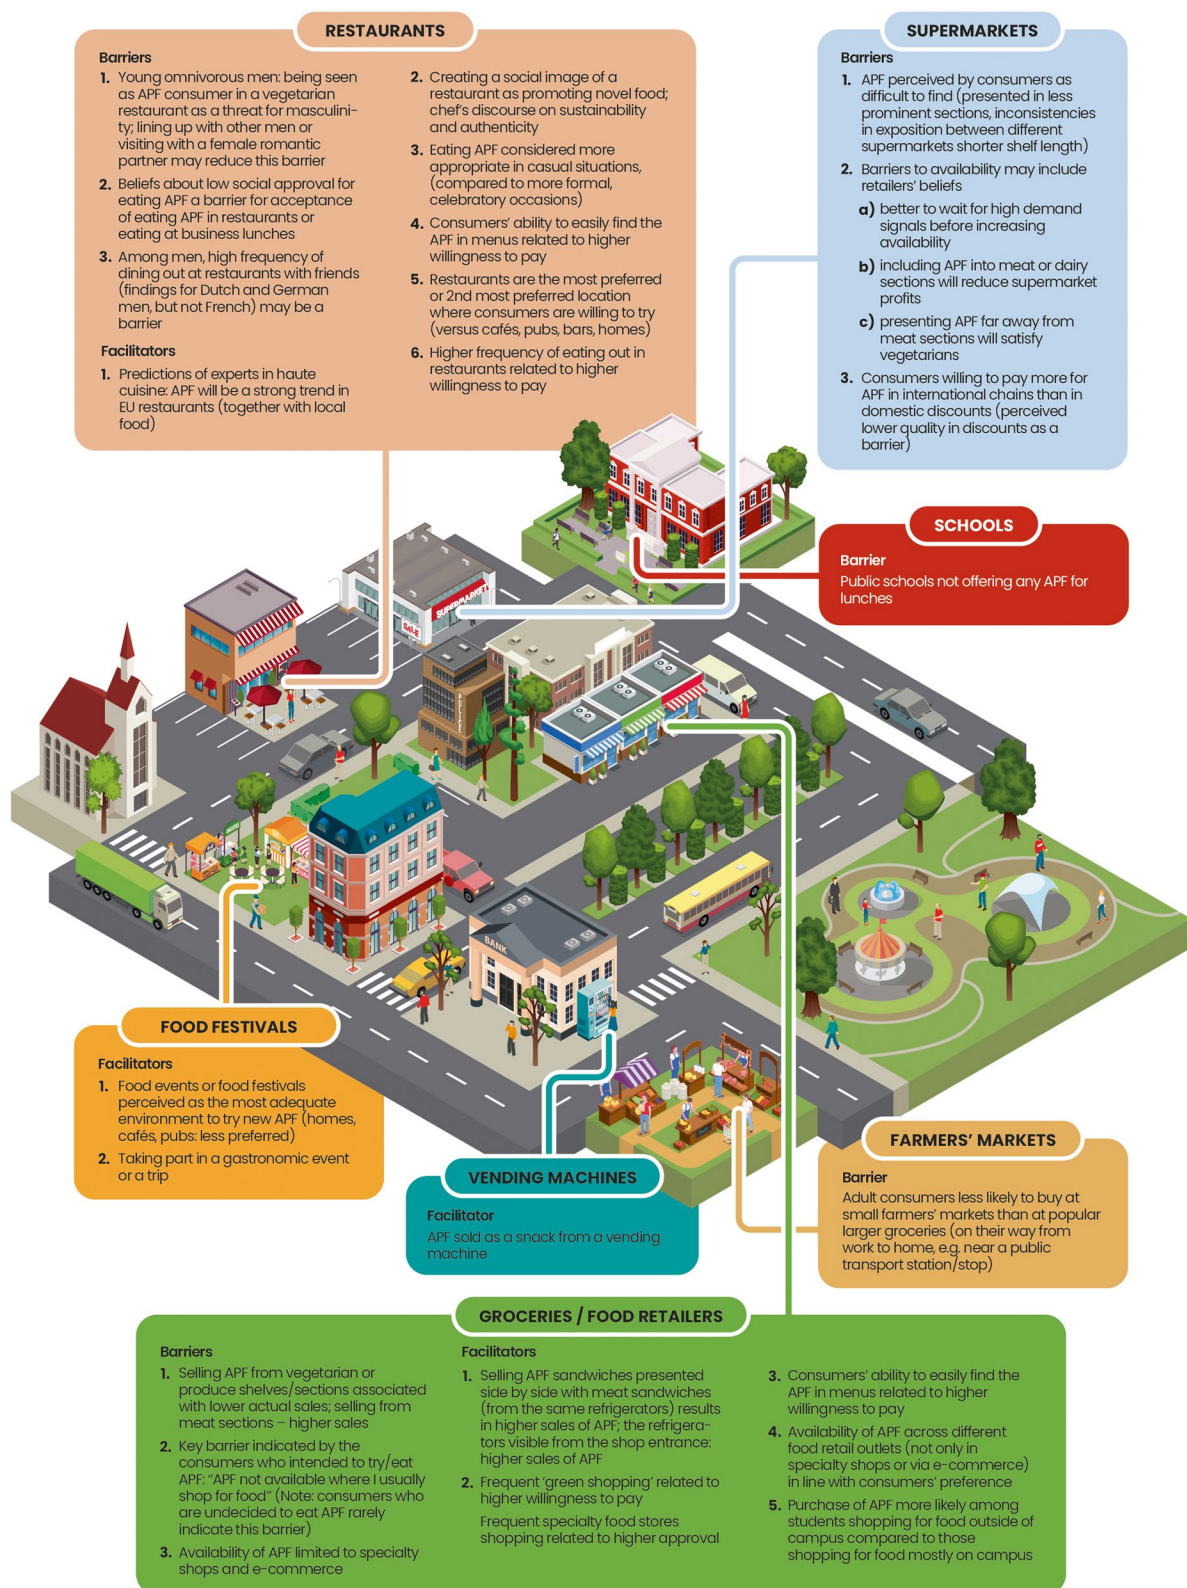 RESTAURANTS
Barriers
1. Young omnivorous men: being seen
as APF consumer in a vegetarian
restaurant as a threat for masculini-
ty; lining up with other men or
visiting with a female romantic
partner may reduce this barrier
2. Beliefs about low social approval for
eating APF a barrier for acceptance
of eating APF in restaurants or
eating at business lunches
3. Among men, high frequency of
dining out at restaurants with friends
(findings for Dutch and German
men, but not French) may be a
barrier
Facilitators
1. Predictions of experts in haute
cuisine: APF will be a strong trend in
EU restaurants (together with local
food)
2. Creating a social image of a
restaurant as promoting novel food;
chef's discourse on sustainability
and authenticity
3. Eating APF considered more
appropriate in casual situations,
(compared to more formal,
celebratory occasions)
4. Consumers' ability to easily find the
APF in menus related to higher
willingness to pay
5. Restaurants are the most preferred
or 2nd most preferred location
where consumers are willing to try
(versus cafés, pubs, bars, homes)
6. Higher frequency of eating out in
restaurants related to higher
willingness to pay
SUPERMARKETS
Barriers
1. APF perceived by consumers as
difficult to find (presented in less
prominent sections, inconsistencies
in exposition between different
supermarkets shorter shelf length)
2. Barriers to availability may include
retailers' beliefs
a) better to wait for high demand
signals before increasing
availability
b) including APF into meat or dairy
sections will reduce supermarket
profits
c) presenting APF far away from
meat sections will satisfy
vegetarians
3. Consumers willing to pay more for
APF in international chains than in
domestic discounts (perceived
lower quality in discounts as a
barrier)
SCHOOLS
Barrier
Public schools not offering any APF for
lunches
SUPERMARKET
SALE
BANK
FOOD FESTIVALS
Facilitators
1. Food events or food festivals
perceived as the most adequate
environment to try new APF (homes,
cafés, pubs: less preferred)
2. Taking part in a gastronomic event
or a trip
VENDING MACHINES
Facilitator
APF sold as a snack from a vending
machine
FARMERS' MARKETS
Barrier
Adult consumers less likely to buy at
small farmers' markets than at popular
larger groceries (on their way from
work to home, e.g. near a public
transport station/stop)
GROCERIES / FOOD RETAILERS
Barriers
1. Selling APF from vegetarian or
produce shelves/sections associated
with lower actual sales; selling from
meat sections – higher sales
2. Key barrier indicated by the
consumers who intended to try/eat
APF: "APF not available where I usually
shop for food" (Note: consumers who
are undecided to eat APF rarely
indicate this barrier)
3. Availability of APF limited to specialty
shops and e-commerce
Facilitators
1. Selling APF sandwiches presented
side by side with meat sandwiches
(from the same refrigerators) results
in higher sales of APF; the refrigera-
tors visible from the shop entrance:
higher sales of APF
2. Frequent 'green shopping' related to
higher willingness to pay
Frequent specialty food stores
shopping related to higher approval
3. Consumers' ability to easily find the
APF in menus related to higher
willingness to pay
4. Availability of APF across different
food retail outlets (not only in
specialty shops or via e-commerce)
in line with consumers' preference
5. Purchase of APF more likely among
students shopping for food outside of
campus compared to those
shopping for food mostly on campus